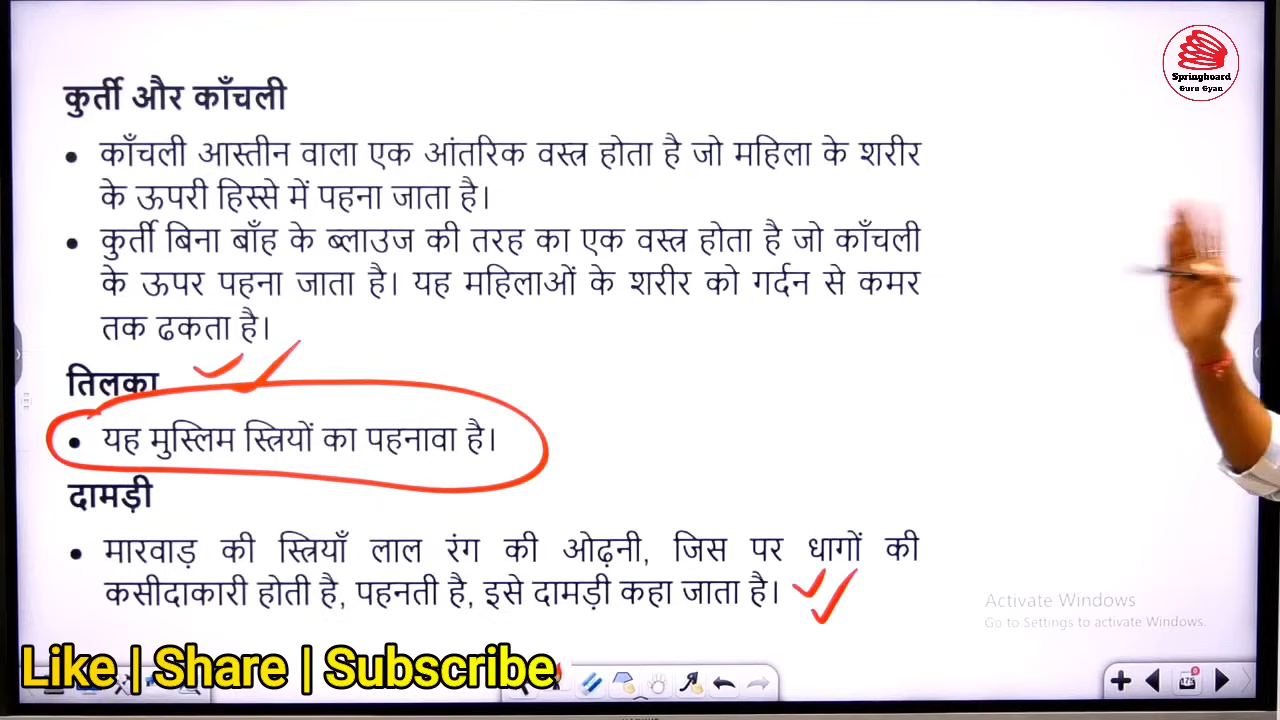 Springboard
Guru Gyan
कुर्ती और काँचली
• काँचली आस्तीन वाला एक आंतरिक वस्त्र होता है जो महिला के शरीर
के ऊपरी हिस्से में पहना जाता है।
• कुर्ती बिना बाँह के ब्लाउज की तरह का एक वस्त्र होता है जो काँचली
के ऊपर पहना जाता है। यह महिलाओं के शरीर को गर्दन से कमर
तक ढकता है।
तिलका
• यह मुस्लिम स्त्रियों का पहनावा है।
दामड़ी
• मारवाड़ की स्त्रियाँ लाल रंग की ओढ़नी, जिस पर धागों की
कसीदाकारी होती है, पहनती है, इसे दामड़ी कहा जाता है।
Activate Windows
Go to Settings to activate Windows.
Like | Share | Subscribe